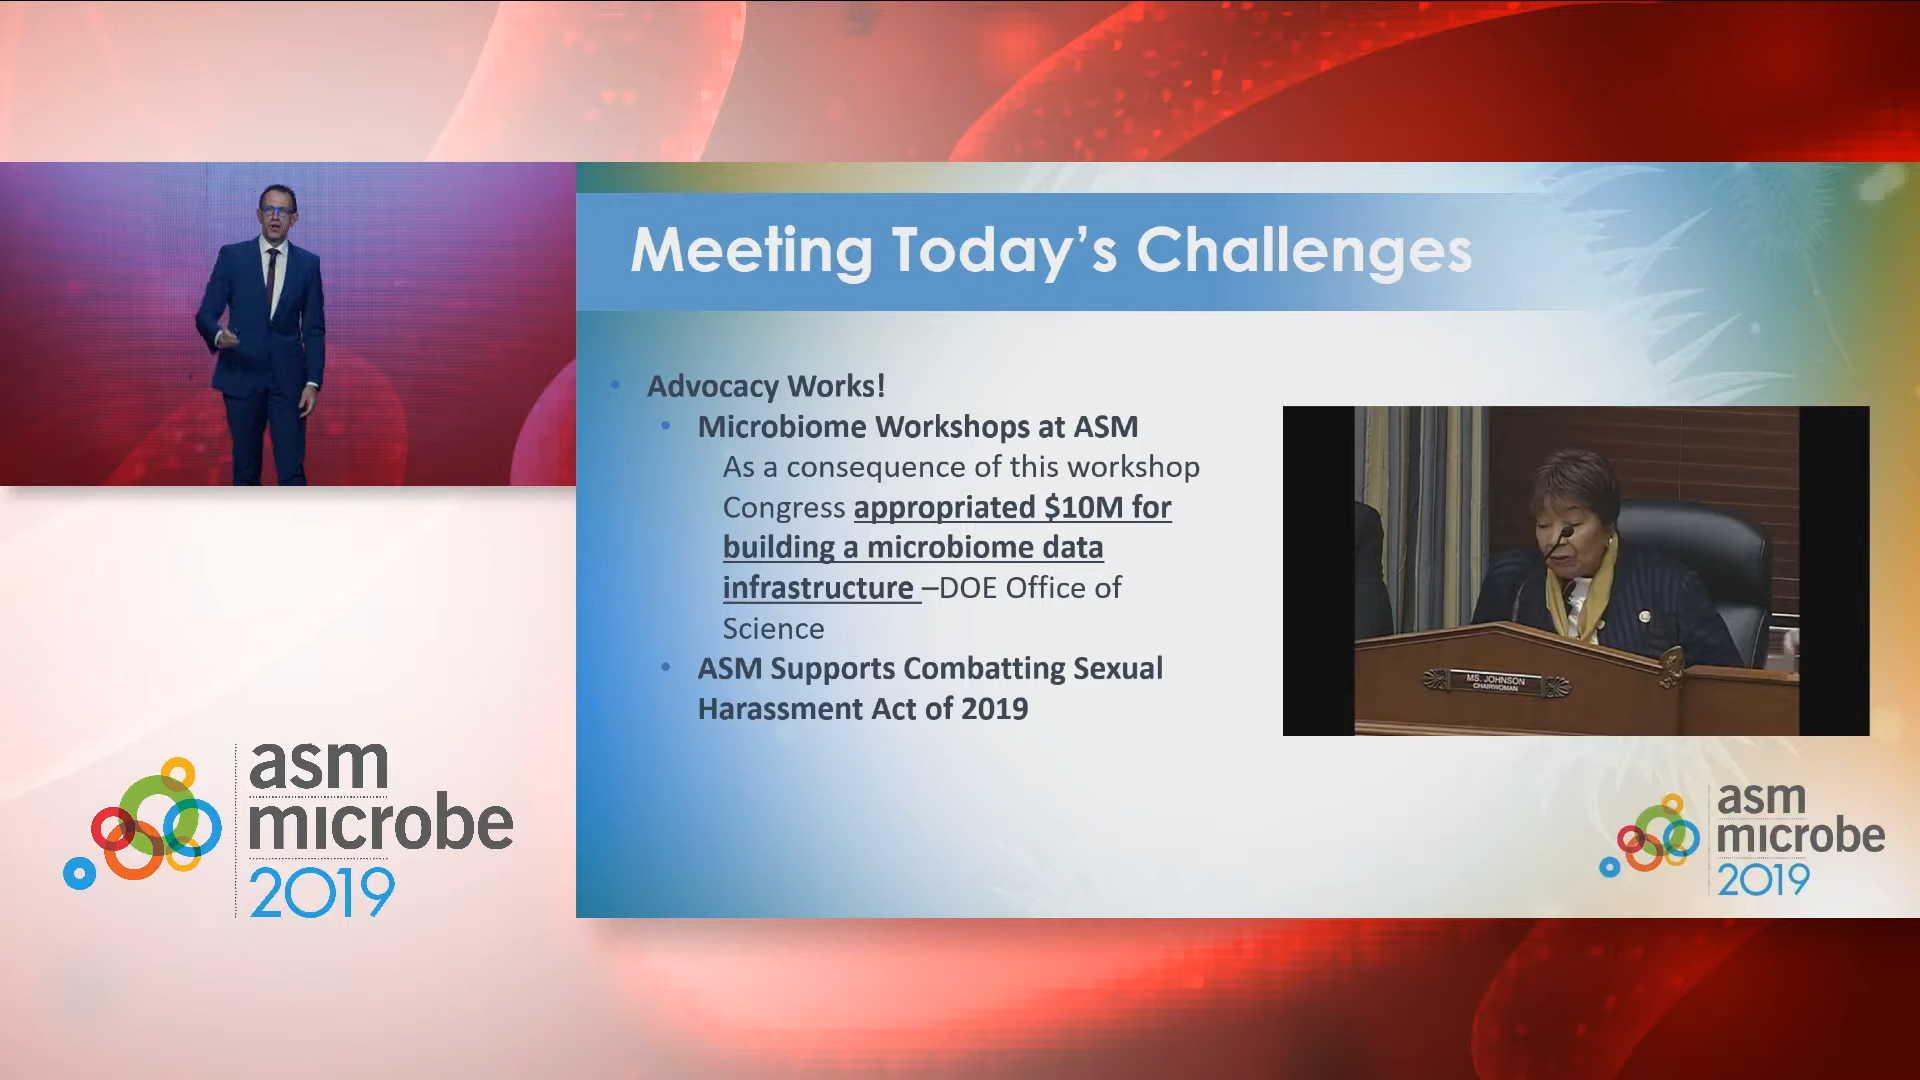 Meeting Today's Challenges
• Advocacy Works!
• Microbiome Workshops at ASM
As a consequence of this workshop
Congress appropriated $10M for
building a microbiome data
infrastructure –DOE Office of
Science
• ASM Supports Combatting Sexual
Harassment Act of 2019
MS. JOHNSON
CHAIRWOMAN
asm
microbe
2019
asm
microbe
2019